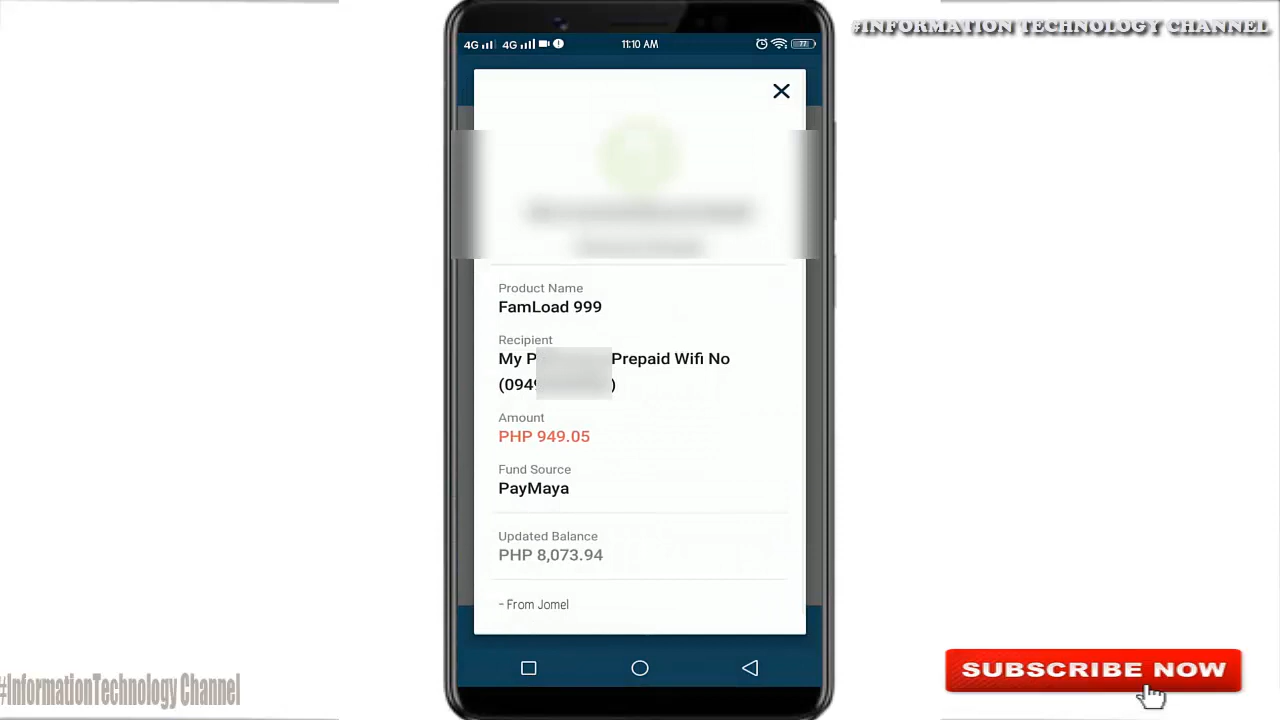 #INFORMATION TECHNOLOGY CHANNEL
4G 4G 11:10 AM 77
Product Name
FamLoad 999
Recipient
My P Prepaid Wifi No
(094 )
Amount
PHP 949.05
Fund Source
PayMaya
Updated Balance
PHP 8,073.94
- From Jomel
SUBSCRIBE NOW
#InformationTechnology Channel